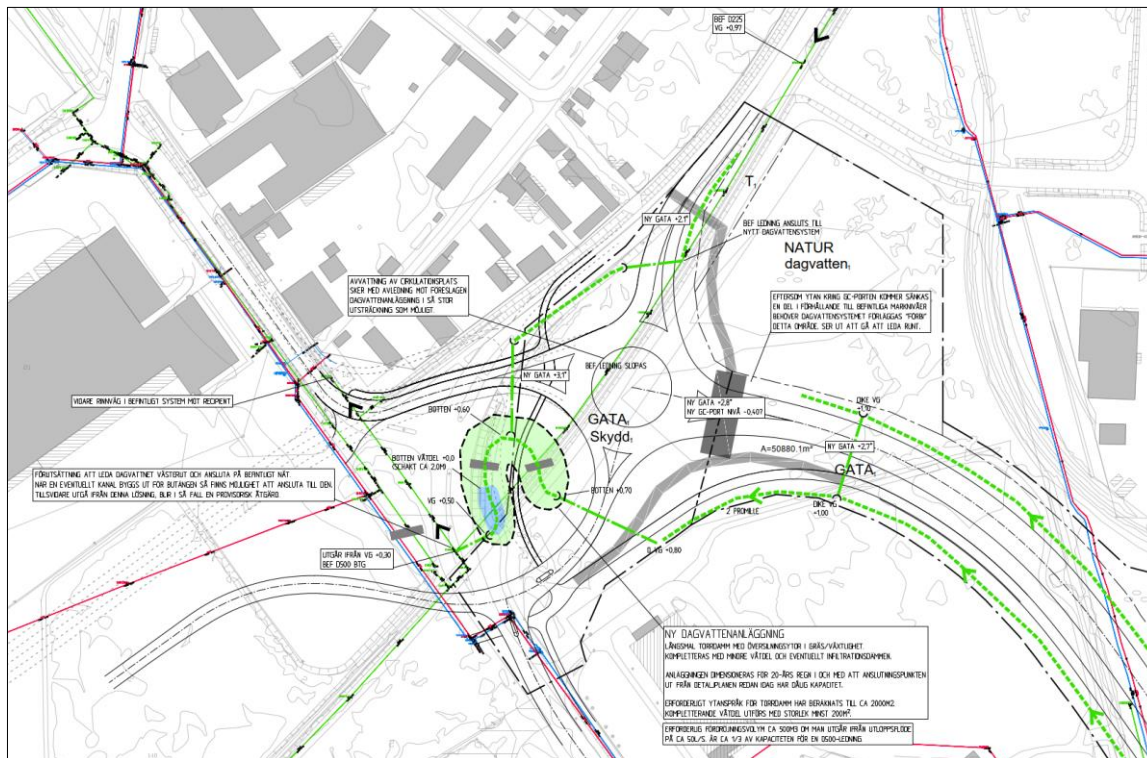 BEF D225
VG +0,97
T₁
NY GATA +2,1°
BEF LEDNING ANSLUTS TILL
NYTT DAGVATTENSYSTEM
NATUR
dagvatten₁
AVVATTNING AV CIRKULATIONSPLATS
SKER MED AVLEDNING MOT FÖRESLAGEN
DAGVATTENANLÄGGNING I SÅ STOR
UTSTRÄCKNING SOM MÖJLIGT
EFTERSOM YTAN KRING GC-PORTEN KOMMER SÄNKAS
EN DEL I FÖRHÅLLANDE TILL BEFINTLIGA MARKNIVÅER
BEHÖVER DAGVATTENSYSTEMET FÖRLÄGGAS "FÖRBI"
DETTA OMRÅDE. SER UT ATT GÅ ATT LEDA RUNT.
BEF LEDNING SLOPAS
NY GATA +3,1°
NY GATA +2,8°
NY GC-PORT NIVÅ -0,40?
VIDARE RINNVÄG I BEFINTLIGT SYSTEM MOT RECIPIENT
BOTTEN +0,60
DIKE VG
+1,10
GATA₁
Skydd₁
NY GATA +2,7°
A=50880.1m²
BOTTEN VÅTDEL +0,0
(SCHAKT CA 2,0M)
GATA₁
FÖRUTSÄTTNING ATT LEDA DAGVATTNET VÄSTERUT OCH ANSLUTA PÅ BEFINTLIGT NÄT.
NÄR EN EVENTUELLT KANAL BYGGS UT FÖR BUTANGEN SÅ FINNS MÖJLIGHET ATT ANSLUTA TILL DEN.
TILLSVIDARE UTGÅ IFRÅN DENNA LÖSNING, BLIR I SÅ FALL EN PROVISORISK ÅTGÄRD.
BOTTEN +0,70
VG +0,50
DIKE VG
+1,00
2 PROMILLE
D VG +0,80
UTGÅR IFRÅN VG +0,30
BEF D500 BTG
NY DAGVATTENANLÄGGNING
LÅNGSMAL TORRDAMM MED ÖVERSILNINGSYTOR I GRÄS/VÄXTLIGHET
KOMPLETTERAS MED MINDRE VÅTDEL OCH EVENTUELLT INFILTRATIONSDAMMEN.
ANLÄGGNINGEN DIMENSIONERAS FÖR 20-ÅRS REGN I OCH MED ATT ANSLUTNINGSPUNKTEN
UT FRÅN DETALJPLANEN REDAN IDAG HAR DÅLIG KAPACITET.
ERFORDERLIGT YTANSPRÅK FÖR TORRDAMM HAR BERÄKNATS TILL CA 2000M2.
KOMPLETTERANDE VÅTDEL UTFÖRS MED STORLEK MINST 200M².
ERFORDERLIG FÖRDRÖJNINGSVOLYM CA 500M3 OM MAN UTGÅR IFRÅN UTLOPPSFLÖDE
PÅ CA 50L/S. ÄR CA 1/3 AV KAPACITETEN FÖR EN D500-LEDNING.